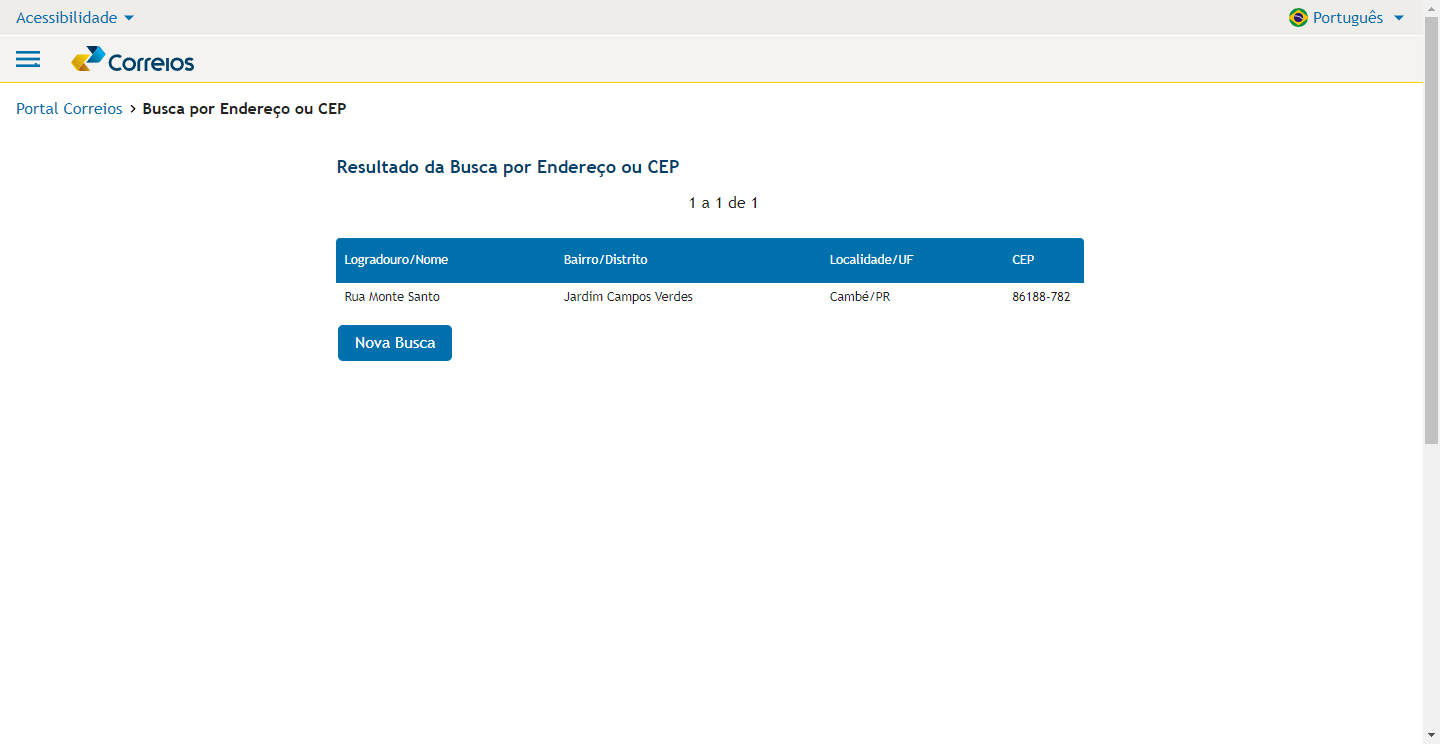 Acessibilidade Português
Correios
Portal Correios > Busca por Endereço ou CEP
Resultado da Busca por Endereço ou CEP
1 a 1 de 1
Logradouro/Nome Bairro/Distrito Localidade/UF CEP
Rua Monte Santo Jardim Campos Verdes Cambé/PR 86188-782
Nova Busca